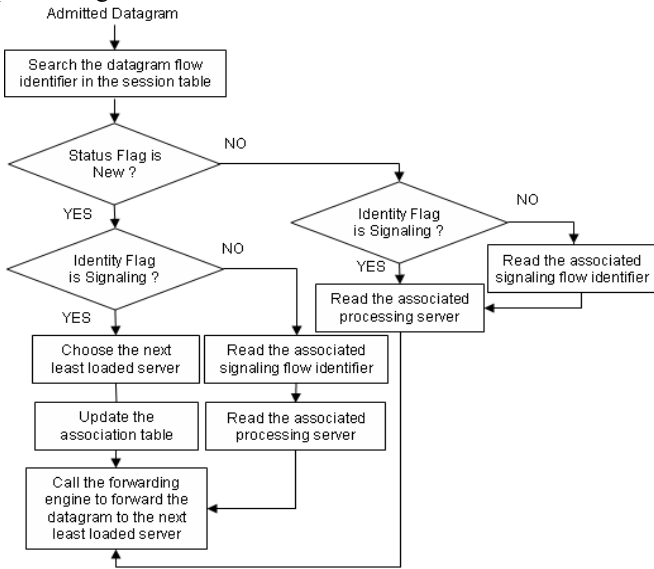 Admitted Datagram
Search the datagram flow
identifier in the session table
Status Flag is
New ?
NO
YES
Identity Flag
is Signaling ?
NO
YES
Read the associated
signaling flow identifier
Read the associated
processing server
Identity Flag
is Signaling ?
NO
YES
Choose the next
least loaded server
Read the associated
signaling flow identifier
Update the
association table
Read the associated
processing server
Call the forwarding
engine to forward the
datagram to the next
least loaded server